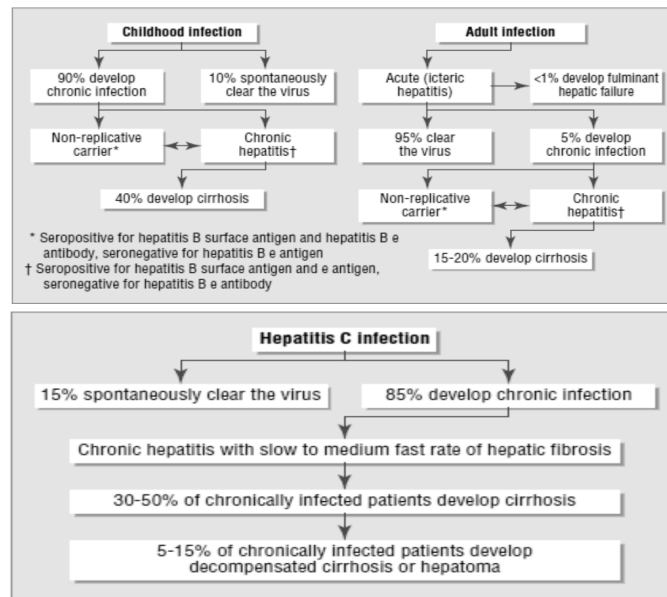 Childhood infection
90% develop
chronic infection
10% spontaneously
clear the virus
Non-replicative
carrier*
Chronic
hepatitis†
40% develop cirrhosis
Adult infection
Acute (icteric
hepatitis)
<1% develop fulminant
hepatic failure
95% clear
the virus
5% develop
chronic infection
Non-replicative
carrier*
Chronic
hepatitis†
15-20% develop cirrhosis
* Seropositive for hepatitis B surface antigen and hepatitis B e
antibody, seronegative for hepatitis B e antigen
† Seropositive for hepatitis B surface antigen and e antigen,
seronegative for hepatitis B e antibody
Hepatitis C infection
15% spontaneously clear the virus
85% develop chronic infection
Chronic hepatitis with slow to medium fast rate of hepatic fibrosis
30-50% of chronically infected patients develop cirrhosis
5-15% of chronically infected patients develop
decompensated cirrhosis or hepatoma